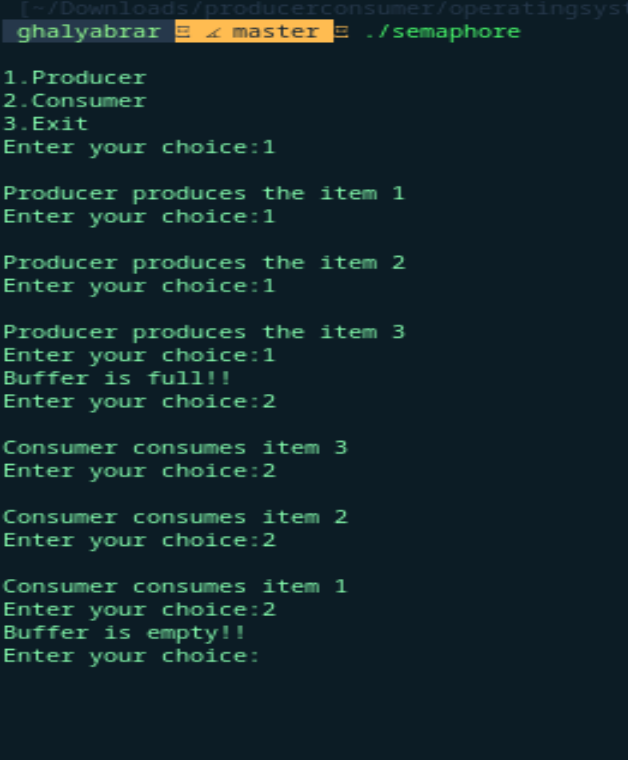 [~/Downloads/producerconsumer/operatingsyst
ghalyabrar master ./semaphore
1.Producer
2.Consumer
3.Exit
Enter your choice:1
Producer produces the item 1
Enter your choice:1
Producer produces the item 2
Enter your choice:1
Producer produces the item 3
Enter your choice:1
Buffer is full!!
Enter your choice:2
Consumer consumes item 3
Enter your choice:2
Consumer consumes item 2
Enter your choice:2
Consumer consumes item 1
Enter your choice:2
Buffer is empty!!
Enter your choice: